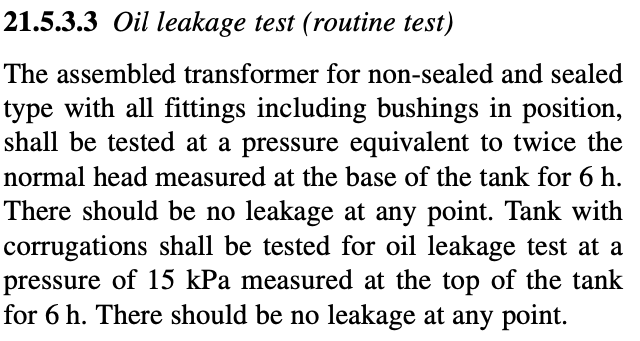 21.5.3.3 Oil leakage test (routine test)
The assembled transformer for non-sealed and sealed
type with all fittings including bushings in position,
shall be tested at a pressure equivalent to twice the
normal head measured at the base of the tank for 6 h.
There should be no leakage at any point. Tank with
corrugations shall be tested for oil leakage test at a
pressure of 15 kPa measured at the top of the tank
for 6 h. There should be no leakage at any point.